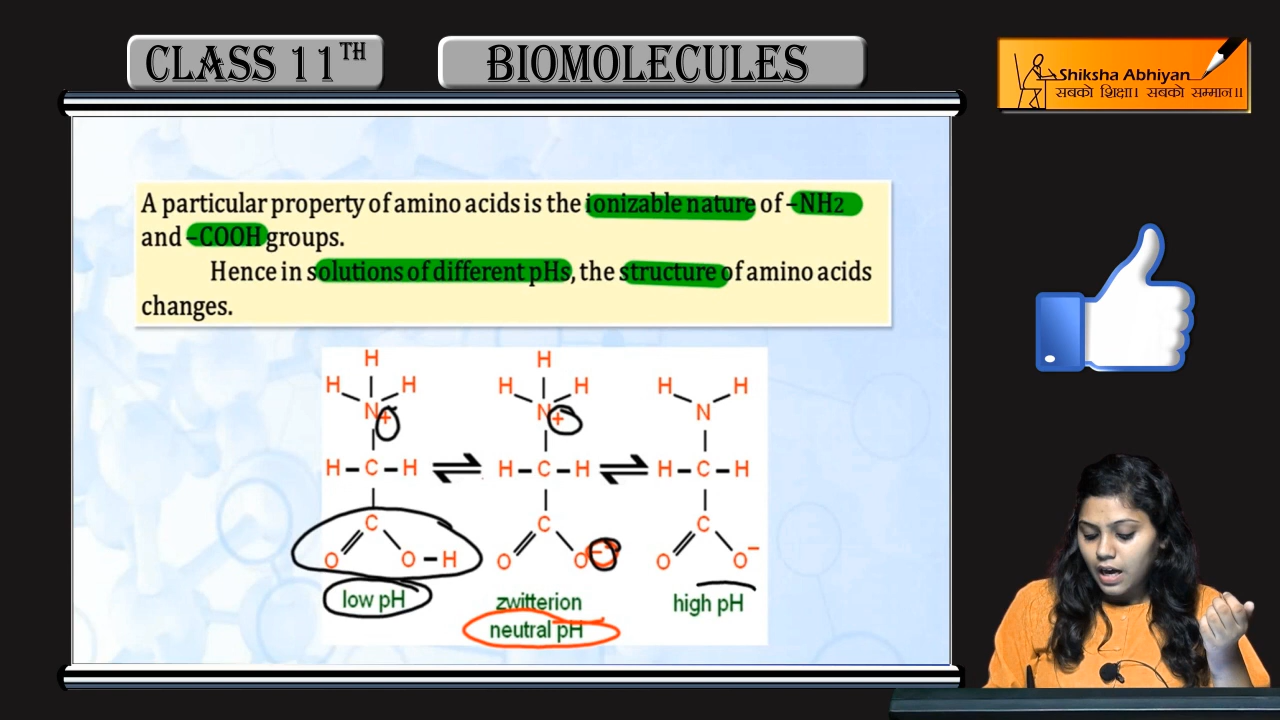 CLASS 11TH
BIOMOLECULES
Shiksha Abhiyan
सबको शिक्षा। सबको सम्मान।।
A particular property of amino acids is the ionizable nature of –NH2
and –COOH groups.
Hence in solutions of different pHs, the structure of amino acids
changes.
H H H
H H H N+ H H N+ H H N
H – C – H H – C – H H – C – H
C C C
O O – H O O– O O–
low pH zwitterion high pH
neutral pH